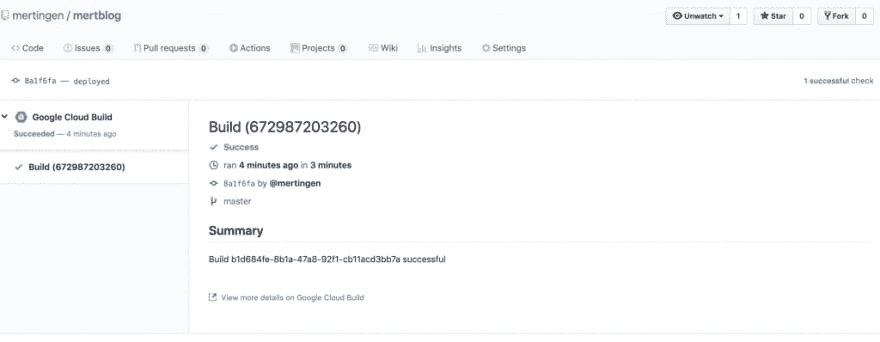 mertingen / mertblog
Unwatch 1 Star 0 Fork 0
Code Issues 0 Pull requests 0 Actions Projects 0 Wiki Insights Settings
8a1f6fa — deployed
1 successful check
Google Cloud Build
Succeeded — 4 minutes ago
Build (672987203260)
Build (672987203260)
Success
ran 4 minutes ago in 3 minutes
8a1f6fa by @mertingen
master
Summary
Build b1d684fe-8b1a-47a8-92f1-cb11acd3bb7a successful
View more details on Google Cloud Build